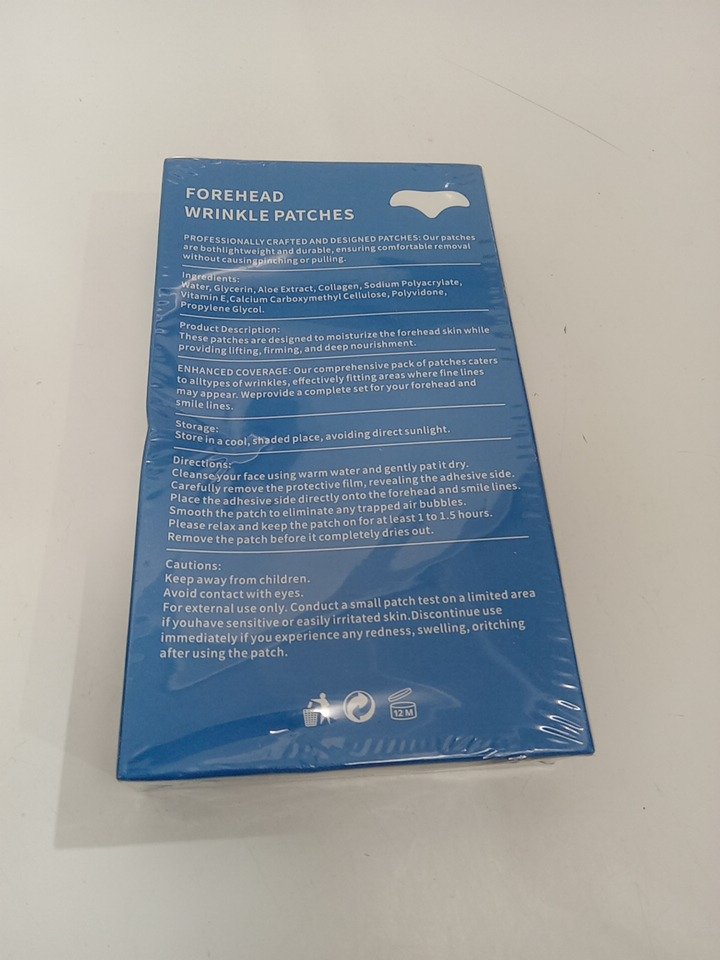 FOREHEAD
WRINKLE PATCHES
PROFESSIONALLY CRAFTED AND DESIGNED PATCHES: Our patches
are bothlightweight and durable, ensuring comfortable removal
without causingpinching or pulling.
Ingredients:
Water, Glycerin, Aloe Extract, Collagen, Sodium Polyacrylate,
Vitamin E,Calcium Carboxymethyl Cellulose, Polyvidone,
Propylene Glycol.
Product Description:
These patches are designed to moisturize the forehead skin while
providing lifting, firming, and deep nourishment.
ENHANCED COVERAGE: Our comprehensive pack of patches caters
to alltypes of wrinkles, effectively fitting areas where fine lines
may appear. Weprovide a complete set for your forehead and
smile lines.
Storage:
Store in a cool, shaded place, avoiding direct sunlight.
Directions:
Cleanse your face using warm water and gently pat it dry.
Carefully remove the protective film, revealing the adhesive side.
Place the adhesive side directly onto the forehead and smile lines.
Smooth the patch to eliminate any trapped air bubbles.
Please relax and keep the patch on for at least 1 to 1.5 hours.
Remove the patch before it completely dries out.
Cautions:
Keep away from children.
Avoid contact with eyes.
For external use only. Conduct a small patch test on a limited area
if youhave sensitive or easily irritated skin.Discontinue use
immediately if you experience any redness, swelling, oritching
after using the patch.
12 M